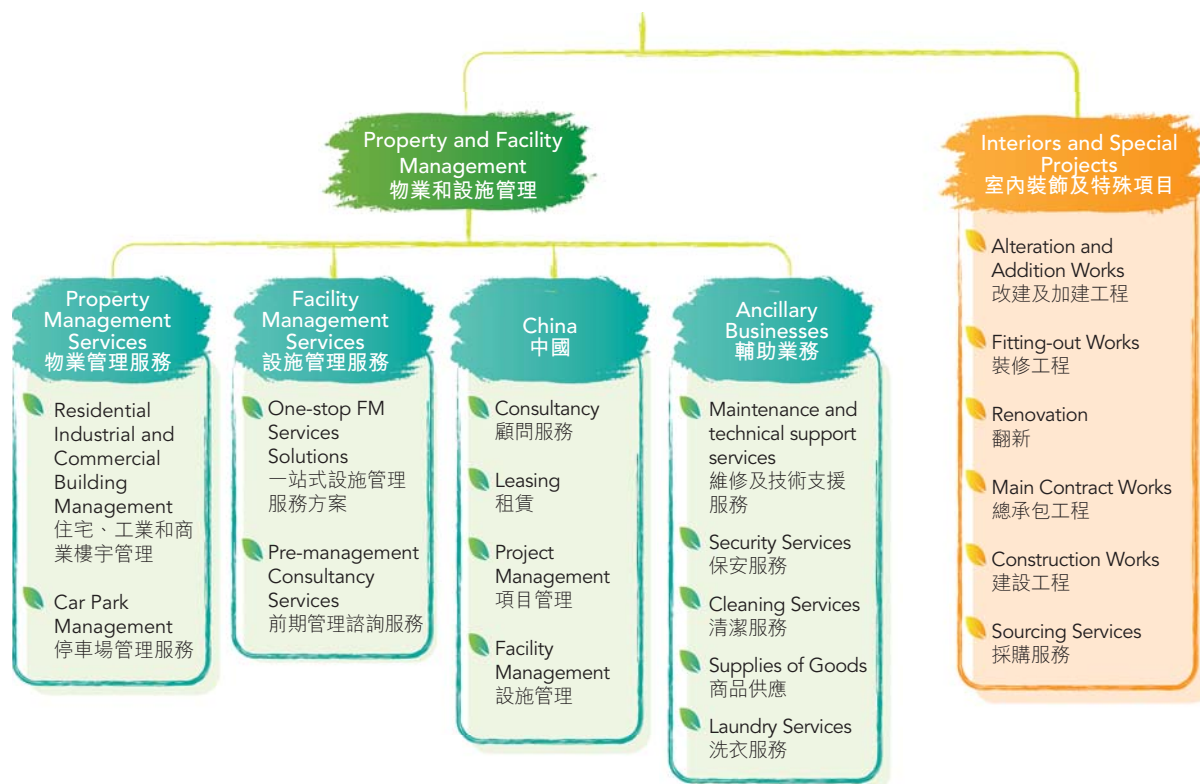 Property and Facility
Management
物業和設施管理
Interiors and Special
Projects
室內裝飾及特殊項目
Property
Management
Services
物業管理服務
Residential
Industrial and
Commercial
Building
Management
住宅、工業和商
業樓宇管理
Car Park
Management
停車場管理服務
Facility
Management
Services
設施管理服務
One-stop FM
Services
Solutions
一站式設施管理
服務方案
Pre-management
Consultancy
Services
前期管理諮詢服務
China
中國
Consultancy
顧問服務
Leasing
租賃
Project
Management
項目管理
Facility
Management
設施管理
Ancillary
Businesses
輔助業務
Maintenance and
technical support
services
維修及技術支援
服務
Security Services
保安服務
Cleaning Services
清潔服務
Supplies of Goods
商品供應
Laundry Services
洗衣服務
Alteration and
Addition Works
改建及加建工程
Fitting-out Works
裝修工程
Renovation
翻新
Main Contract Works
總承包工程
Construction Works
建設工程
Sourcing Services
採購服務